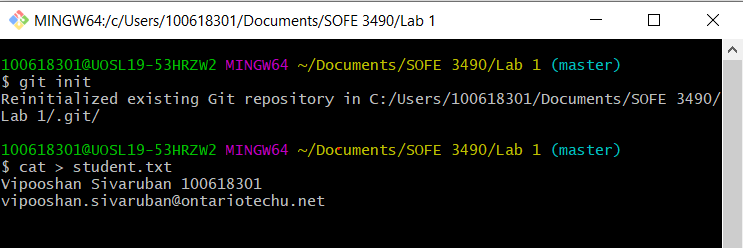 MINGW64:/c/Users/100618301/Documents/SOFE 3490/Lab 1
100618301@UOSL19-53HRZW2 MINGW64 ~/Documents/SOFE 3490/Lab 1 (master)
$ git init
Reinitialized existing Git repository in C:/Users/100618301/Documents/SOFE 3490/
Lab 1/.git/
100618301@UOSL19-53HRZW2 MINGW64 ~/Documents/SOFE 3490/Lab 1 (master)
$ cat > student.txt
Vipooshan Sivaruban 100618301
vipooshan.sivaruban@ontariotechu.net